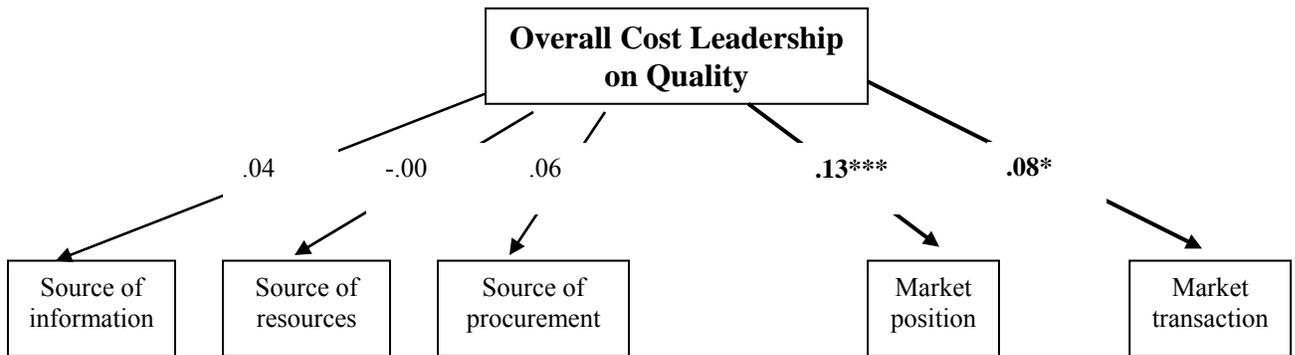 Overall Cost Leadership
on Quality
.04 -.00 .06 .13*** .08*
Source of
information
Source of
resources
Source of
procurement
Market
position
Market
transaction